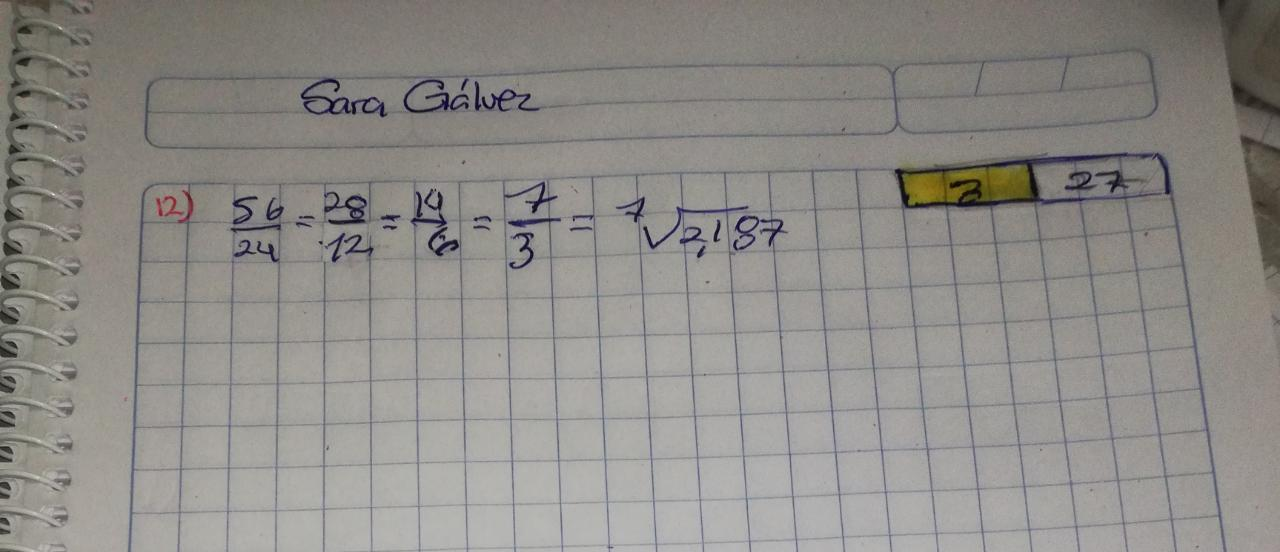 Sara Gálvez
3 27
12) 56/24 = 28/12 = 14/6 = 7/3 = ⁷√2,187